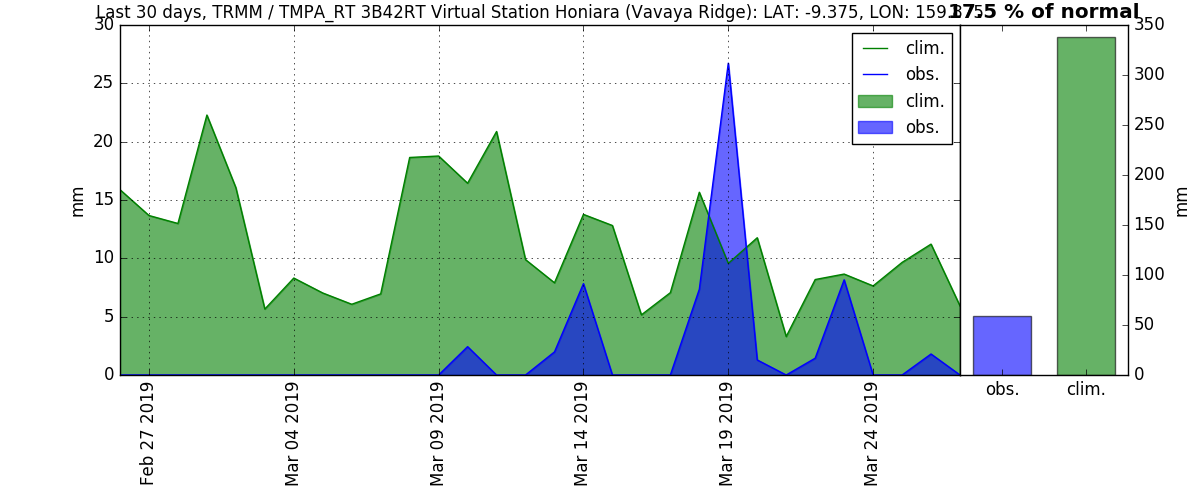 Last 30 days, TRMM / TMPA_RT 3B42RT Virtual Station Honiara (Vavaya Ridge): LAT: -9.375, LON:
17.5 % of normal
30
25
20
15
10
5
0
mm
clim.
obs.
clim.
obs.
Feb 27 2019
Mar 04 2019
Mar 09 2019
Mar 14 2019
Mar 19 2019
Mar 24 2019
350
300
250
200
150
100
50
0
mm
obs.
clim.